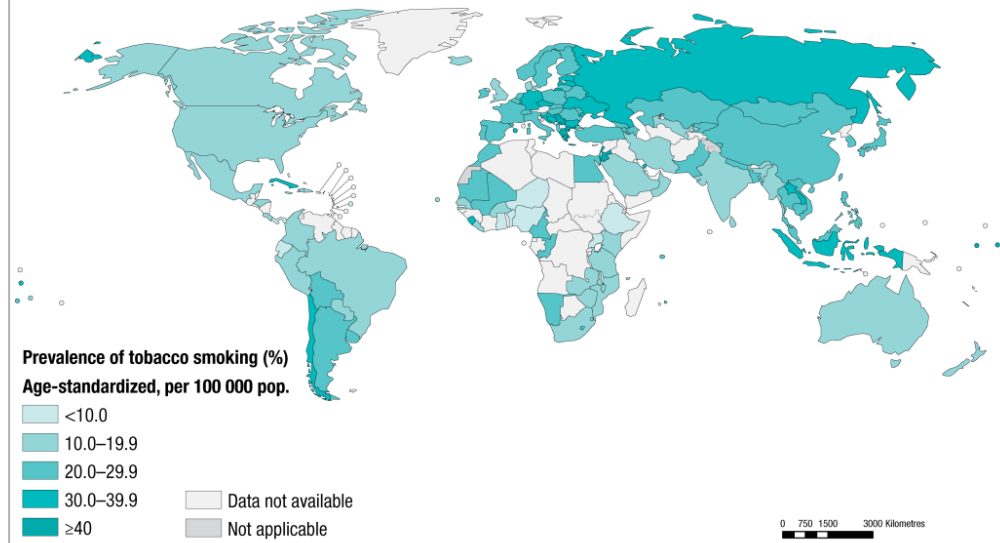 Prevalence of tobacco smoking (%)
Age-standardized, per 100 000 pop.
<10.0
10.0–19.9
20.0–29.9
30.0–39.9
≥40
Data not available
Not applicable
0 750 1500 3000 Kilometres